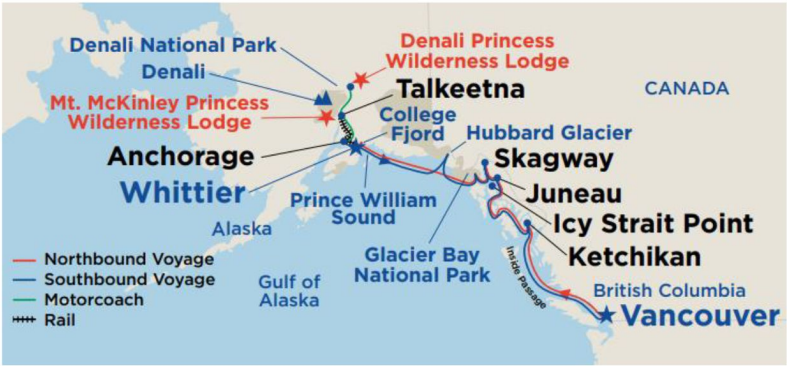 Denali National Park
Denali Princess
Wilderness Lodge
Denali
CANADA
Talkeetna
Mt. McKinley Princess
Wilderness Lodge
College
Fjord
Hubbard Glacier
Anchorage
Skagway
Whittier
Juneau
Prince William
Sound
Icy Strait Point
Alaska
Glacier Bay
National Park
Ketchikan
Northbound Voyage
Southbound Voyage
Motorcoach
Rail
Gulf of
Alaska
Inside Passage
British Columbia
Vancouver